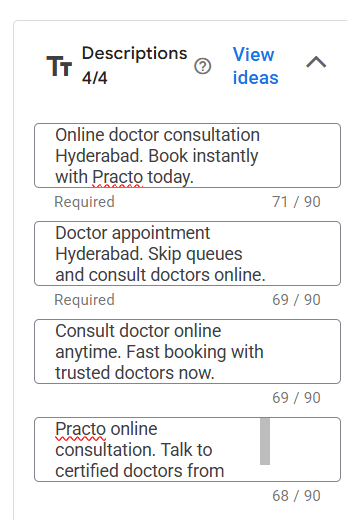 Descriptions
4/4
View
ideas
Online doctor consultation
Hyderabad. Book instantly
with Practo today.
Required
71 / 90
Doctor appointment
Hyderabad. Skip queues
and consult doctors online.
Required
69 / 90
Consult doctor online
anytime. Fast booking with
trusted doctors now.
69 / 90
Practo online
consultation. Talk to
certified doctors from
68 / 90